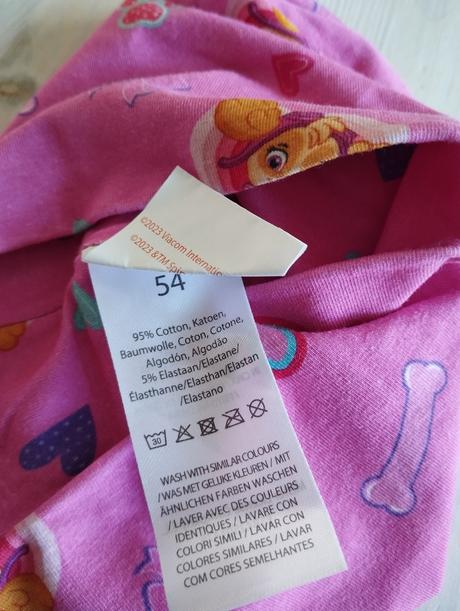 ©2023 Viacom Internati
©2023 &TM Spi
54
95% Cotton, Katoen,
Baumwolle, Coton, Cotone,
Algodón, Algodão
5% Elastaan/Elastane/
Élasthanne/Elasthan/Elastan
/Elastano
30
WASH WITH SIMILAR COLOURS
/ WAS MET GELIJKE KLEUREN / MIT
ÄHNLICHEN FARBEN WASCHEN
/ LAVER AVEC DES COULEURS
IDENTIQUES / LAVARE CON
COLORI SIMILI / LAVAR CON
COLORES SIMILARES / LAVAR
COM CORES SEMELHANTES